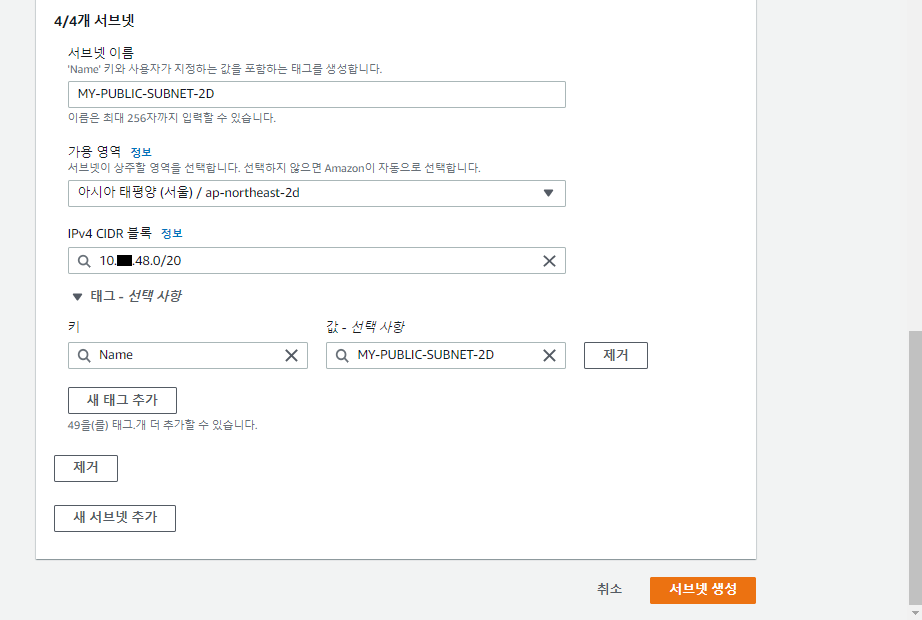 4/4개 서브넷
서브넷 이름
'Name' 키와 사용자가 지정하는 값을 포함하는 태그를 생성합니다.
MY-PUBLIC-SUBNET-2D
이름은 최대 256자까지 입력할 수 있습니다.
가용 영역 정보
서브넷이 상주할 영역을 선택합니다. 선택하지 않으면 Amazon이 자동으로 선택합니다.
아시아 태평양 (서울) / ap-northeast-2d
IPv4 CIDR 블록 정보
10. .48.0/20
태그 - 선택 사항
키 값 - 선택 사항
Name MY-PUBLIC-SUBNET-2D 제거
새 태그 추가
49을(를) 태그.개 더 추가할 수 있습니다.
제거
새 서브넷 추가
취소 서브넷 생성